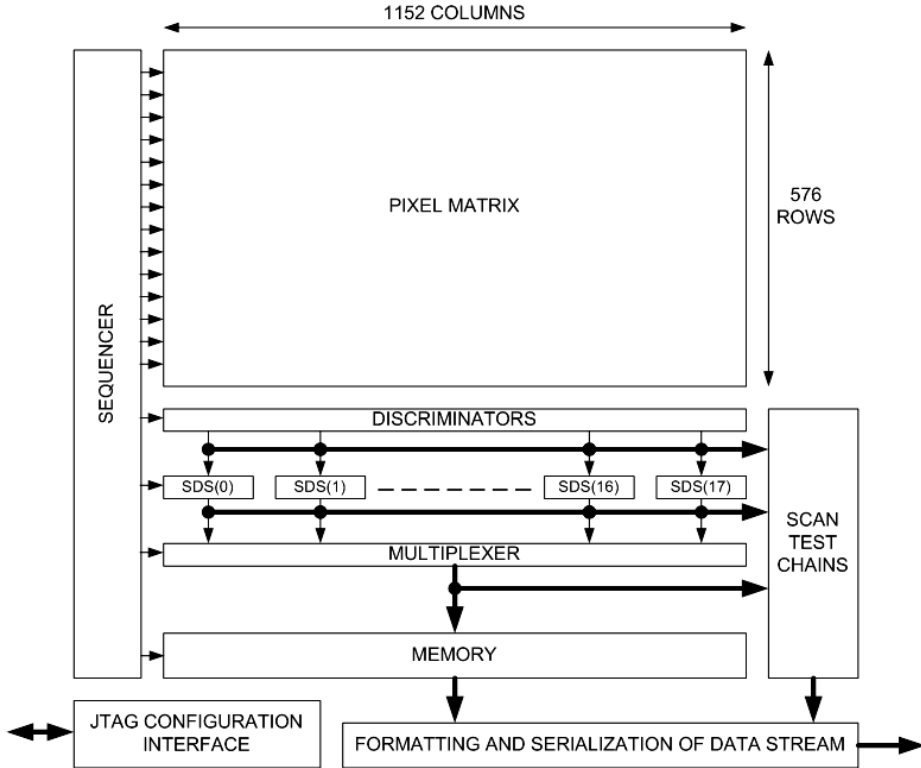 1152 COLUMNS
PIXEL MATRIX
576
ROWS
SEQUENCER
DISCRIMINATORS
SDS(0)
SDS(1)
SDS(16)
SDS(17)
SCAN
TEST
CHAINS
MULTIPLEXER
MEMORY
JTAG CONFIGURATION
INTERFACE
FORMATTING AND SERIALIZATION OF DATA STREAM